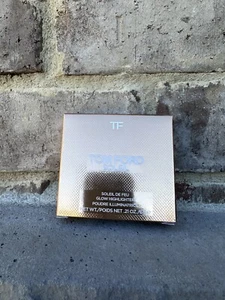 TF
TOM FORD
SOLEIL DE FEU
GLOW HIGHLIGHTER
POUDRE ILLUMINATRICE
NET WT./POIDS NET .21 OZ.